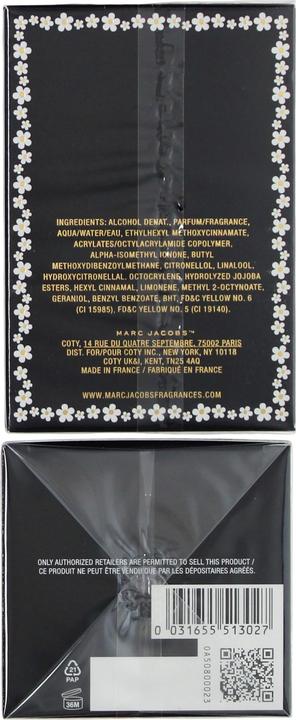 INGREDIENTS: ALCOHOL DENAT., PARFUM/FRAGRANCE,
AQUA/WATER/EAU, ETHYLHEXYL METHOXYCINNAMATE,
ACRYLATES/OCTYLACRYLAMIDE COPOLYMER,
ALPHA-ISOMETHYL IONONE, BUTYL
METHOXYDIBENZOYLMETHANE, CITRONELLOL, LINALOOL,
HYDROXYCITRONELLAL, OCTOCRYLENE, HYDROLYZED JOJOBA
ESTERS, HEXYL CINNAMAL, LIMONENE, METHYL 2-OCTYNOATE,
GERANIOL, BENZYL BENZOATE, BHT, FD&C YELLOW NO. 6
(CI 15985), FD&C YELLOW NO. 5 (CI 19140).
MARC JACOBS™
COTY, 14 RUE DU QUATRE SEPTEMBRE, 75002 PARIS
DIST. FOR/POUR COTY INC., NEW YORK, NY 10118
COTY UK&I, KENT, TN25 4AQ
MADE IN FRANCE / FABRIQUÉ EN FRANCE
WWW.MARCJACOBSFRAGRANCES.COM
ONLY AUTHORIZED RETAILERS ARE PERMITTED TO SELL THIS PRODUCT /
CE PRODUIT NE PEUT ÊTRE VENDU QUE PAR LES DÉPOSITAIRES AGRÉÉS.
0 031655 513027
0A50800023
21
PAP
36M